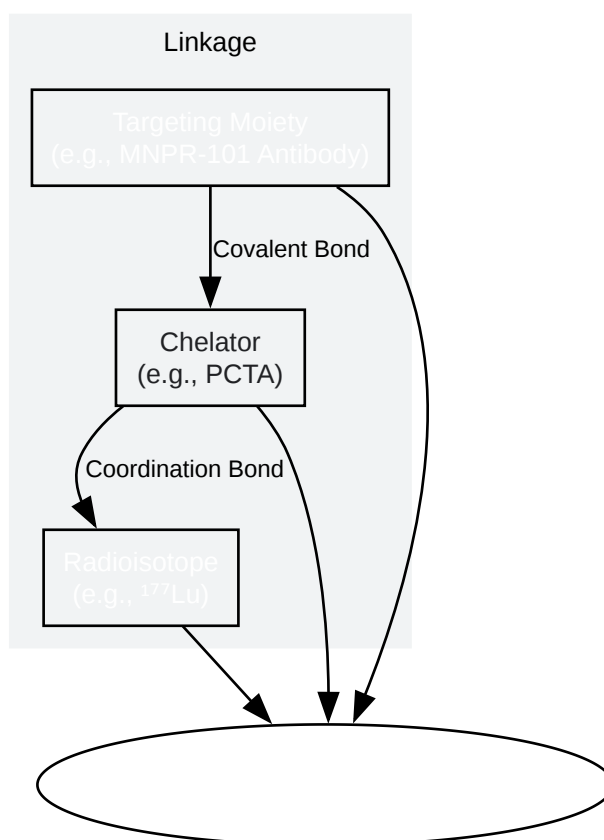 Linkage
Targeting Moiety
(e.g., MNPR-101 Antibody)
Covalent Bond
Chelator
(e.g., PCTA)
Coordination Bond
Radioisotope
(e.g., ¹⁷⁷Lu)